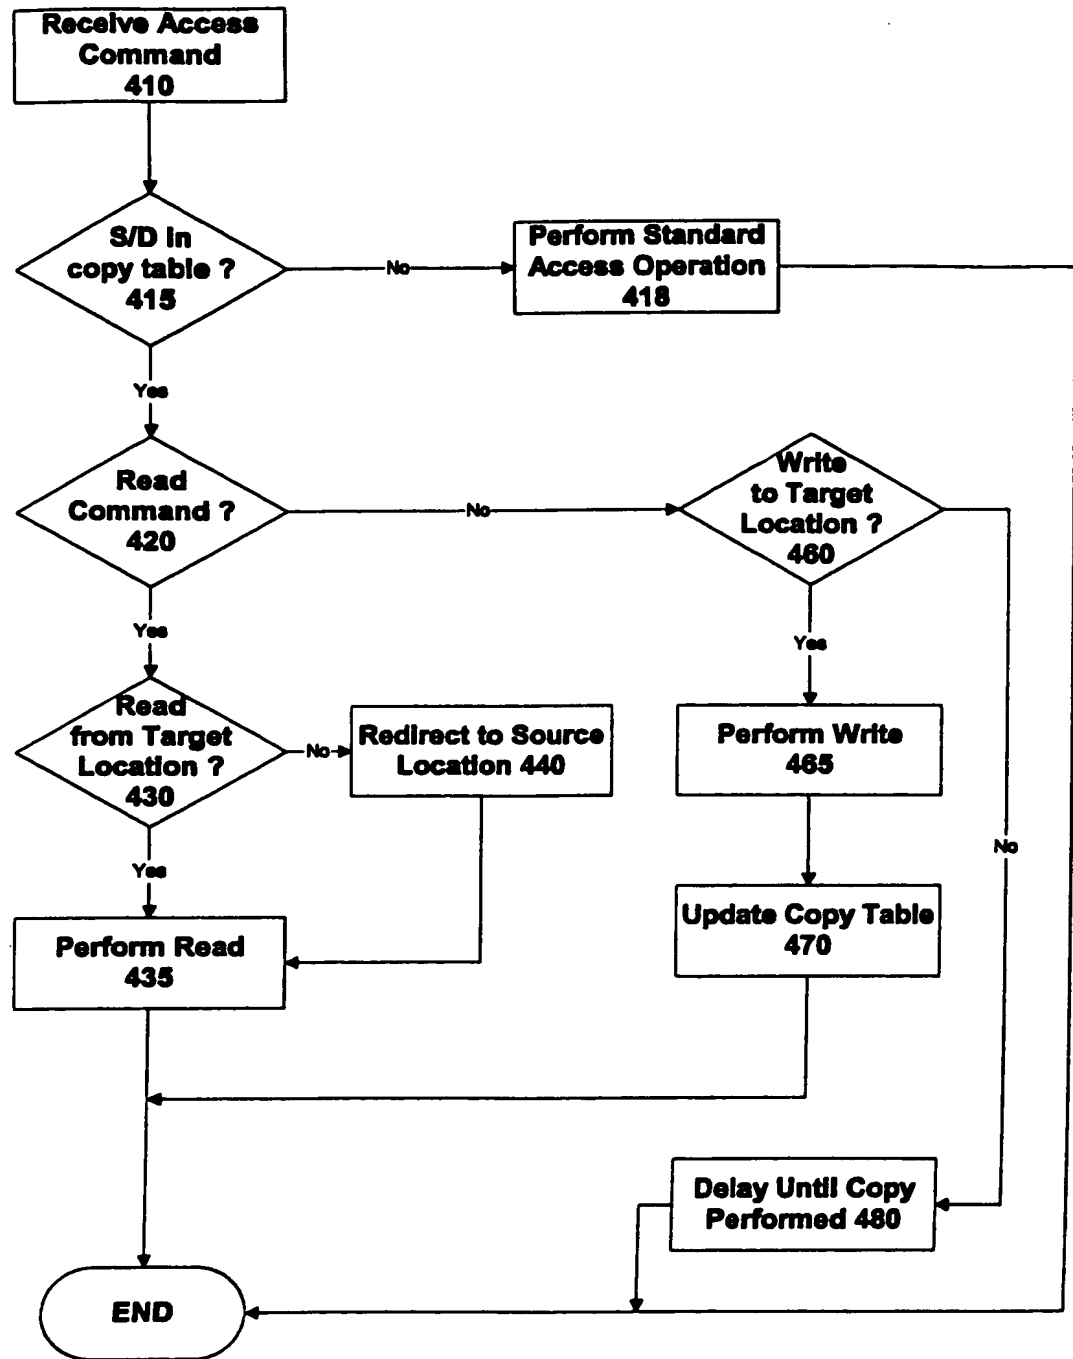 Receive Access
Command
410
S/D in
copy table ?
415
No
Perform Standard
Access Operation
418
Yes
Read
Command ?
420
No
Write
to Target
Location ?
460
Yes
Yes
Read
from Target
Location ?
430
No
Redirect to Source
Location 440
Perform Write
465
No
Yes
Update Copy Table
470
Perform Read
435
Delay Until Copy
Performed 480
END